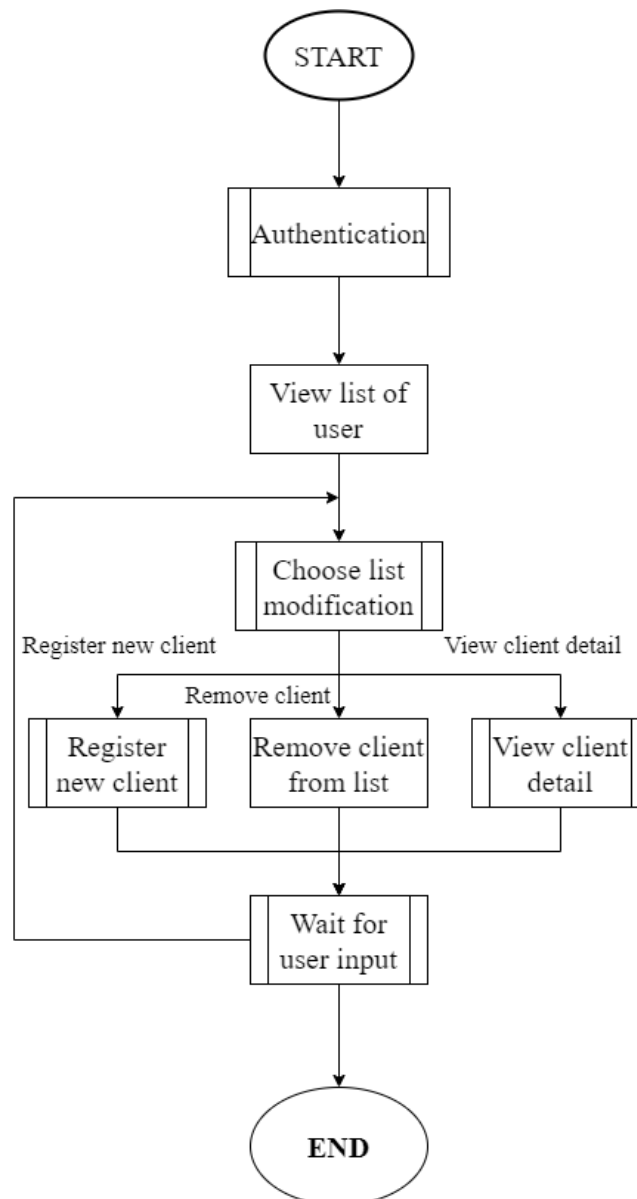 START
Authentication
View list of
user
Choose list
modification
Register new client
View client detail
Remove client
Register
new client
Remove client
from list
View client
detail
Wait for
user input
END